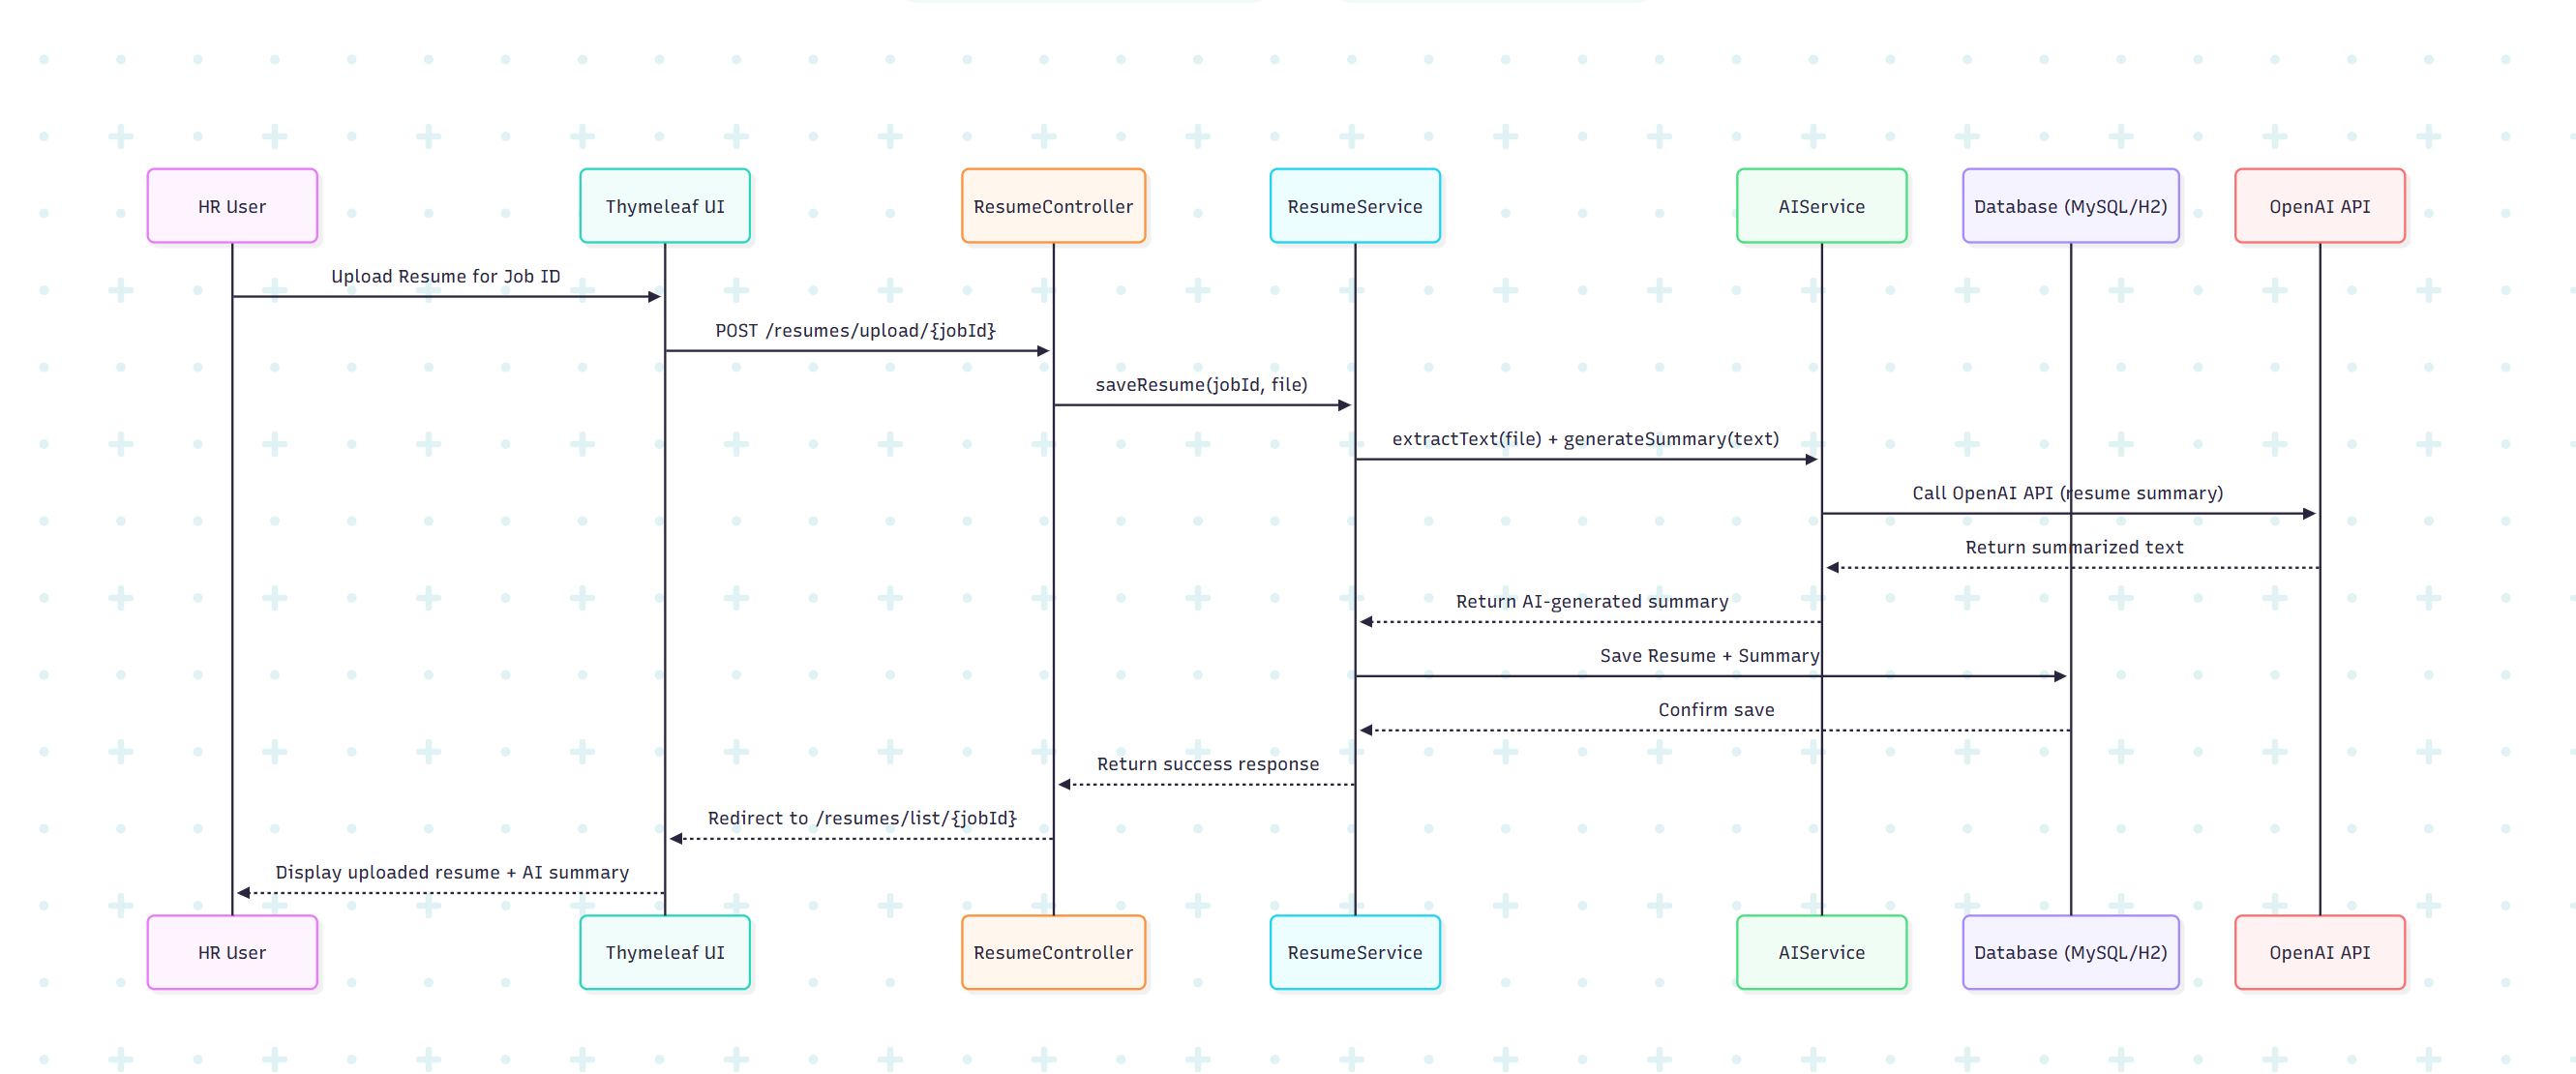 HR User
Thymeleaf UI
ResumeController
ResumeService
AIService
Database (MySQL/H2)
OpenAI API
Upload Resume for Job ID
POST /resumes/upload/{jobId}
saveResume(jobId, file)
extractText(file) + generateSummary(text)
Call OpenAI API (resume summary)
Return summarized text
Return AI-generated summary
Save Resume + Summary
Confirm save
Return success response
Redirect to /resumes/list/{jobId}
Display uploaded resume + AI summary
HR User
Thymeleaf UI
ResumeController
ResumeService
AIService
Database (MySQL/H2)
OpenAI API